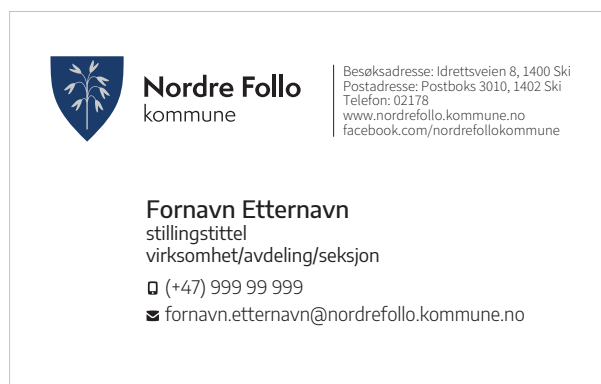 Nordre Follo
kommune
Besøksadresse: Idrettsveien 8, 1400 Ski
Postadresse: Postboks 3010, 1402 Ski
Telefon: 02178
www.nordrefollo.kommune.no
facebook.com/nordrefollokommune
Fornavn Etternavn
stillingstittel
virksomhet/avdeling/seksjon
(+47) 999 99 999
fornavn.etternavn@nordrefollo.kommune.no